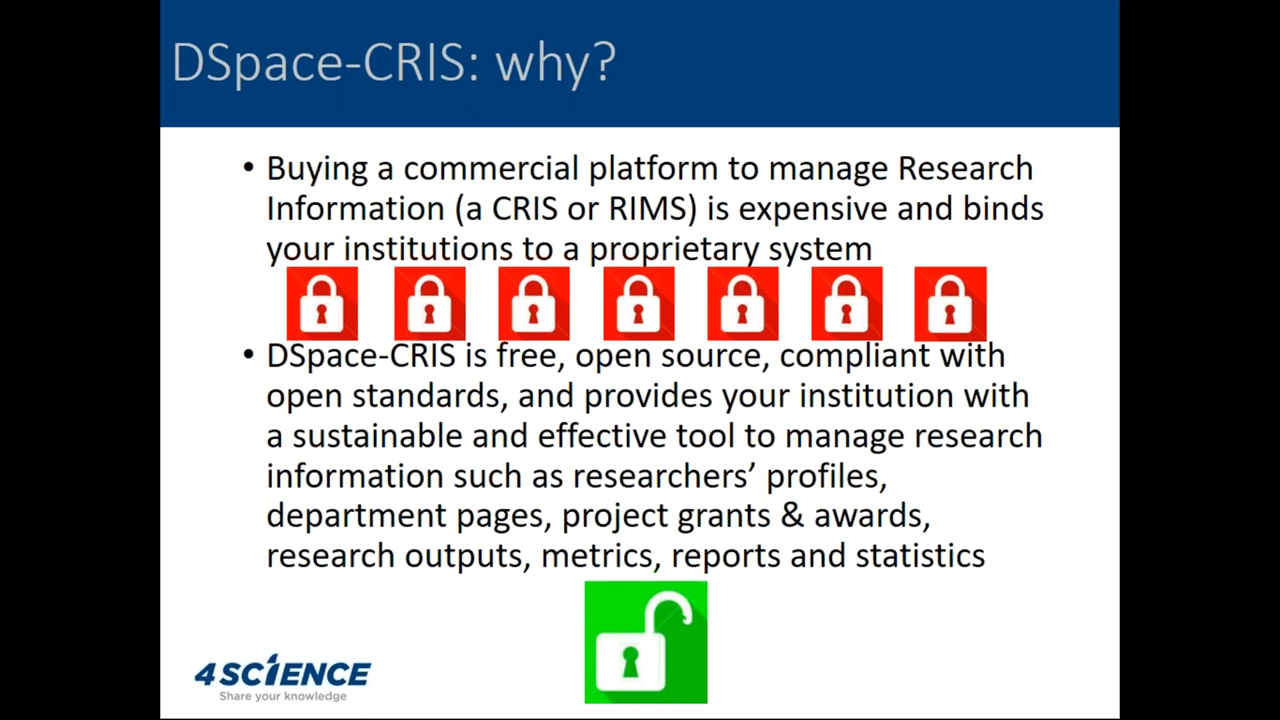 DSpace-CRIS: why?
• Buying a commercial platform to manage Research
Information (a CRIS or RIMS) is expensive and binds
your institutions to a proprietary system
• DSpace-CRIS is free, open source, compliant with
open standards, and provides your institution with
a sustainable and effective tool to manage research
information such as researchers’ profiles,
department pages, project grants & awards,
research outputs, metrics, reports and statistics
4SCIENCE
Share your knowledge